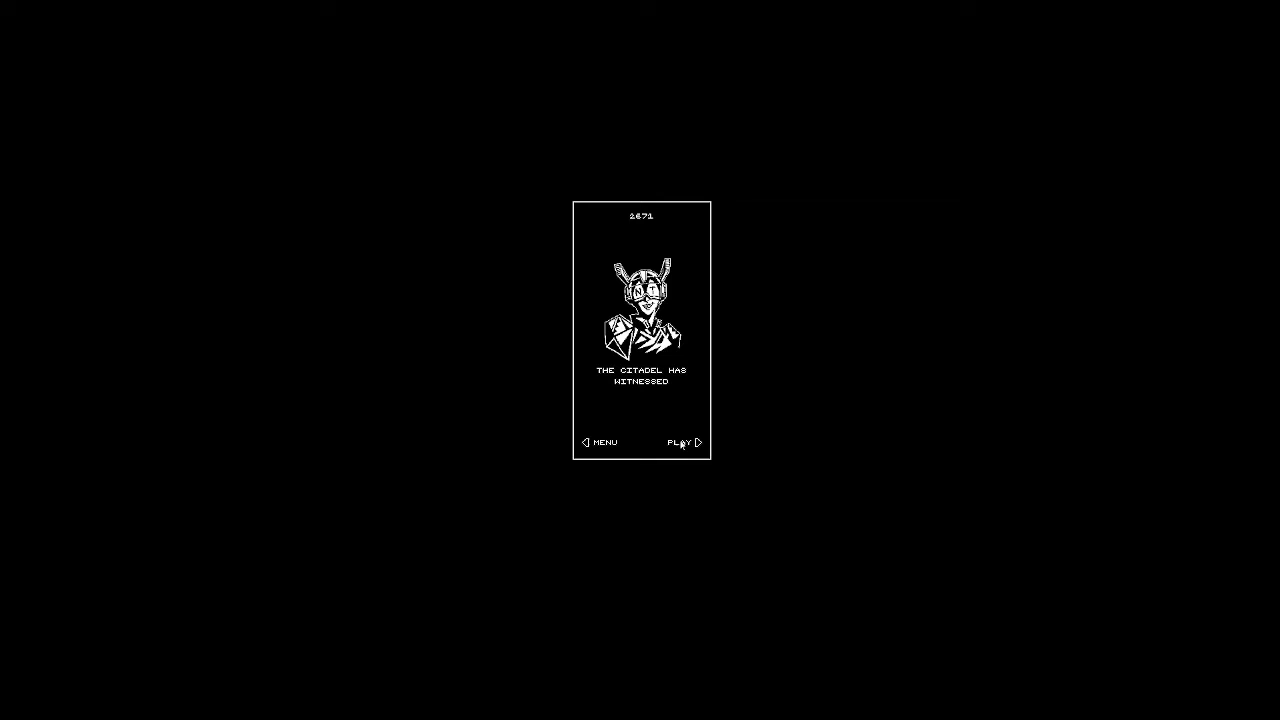 2671
N T
THE CITADEL HAS
WITNESSED
MENU
PLAY